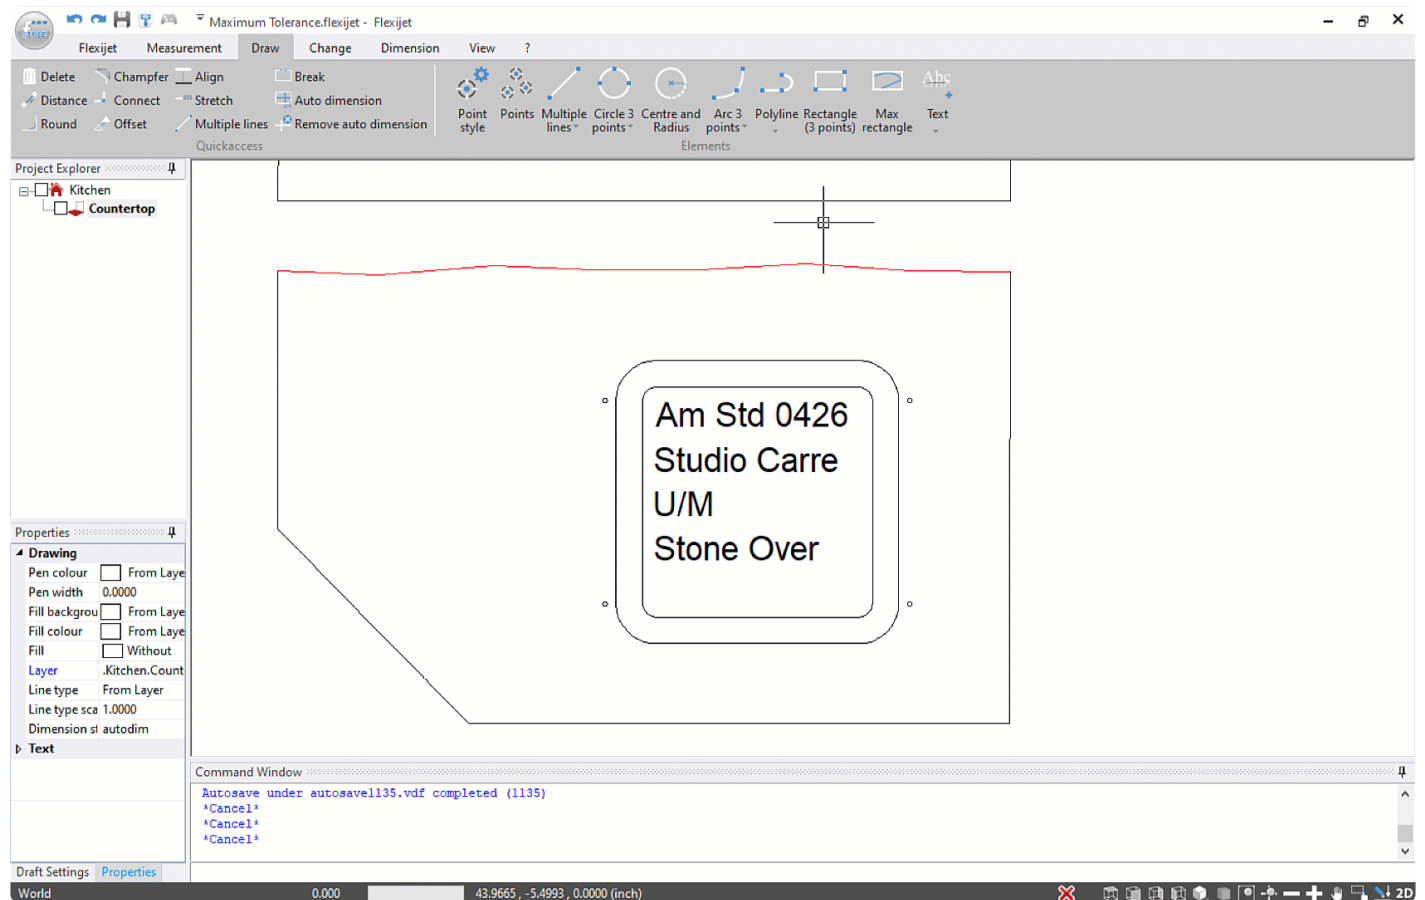 Maximum Tolerance.flexijet - Flexijet
Flexijet Measurement Draw Change Dimension View ?
Delete Champfer Align Break
Distance Connect Stretch Auto dimension
Round Offset Multiple lines Remove auto dimension
Quickaccess
Point style Points Multiple lines Circle 3 points Centre and Radius Arc 3 points Polyline Rectangle (3 points) Max rectangle Abc Text
Elements
Project Explorer
Kitchen
Countertop
Am Std 0426
Studio Carre
U/M
Stone Over
Properties
Drawing
Pen colour From Laye
Pen width 0.0000
Fill backgrou From Laye
Fill colour From Laye
Fill Without
Layer .Kitchen.Count
Line type From Layer
Line type sca 1.0000
Dimension st autodim
Text
Command Window
Autosave under autosave1135.vdf completed (1135)
*Cancel*
*Cancel*
*Cancel*
Draft Settings Properties
World 0.000 43.9665 , -5.4993 , 0.0000 (inch) 2D